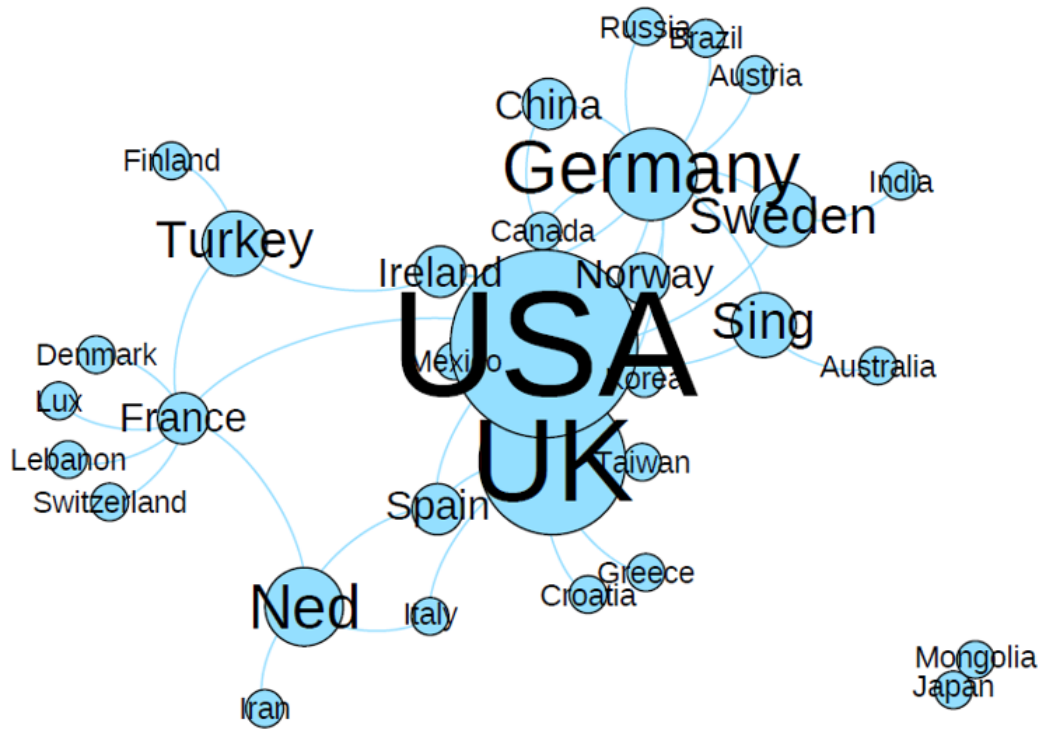 Russia
Brazil
Austria
China
Germany
Finland
India
Sweden
Turkey
Canada
Ireland
Norway
USA
Sing
Denmark
Mexico
Korea
Australia
Lux
France
Lebanon
UK
Taiwan
Switzerland
Spain
Greece
Croatia
Ned
Italy
Mongolia
Japan
Iran